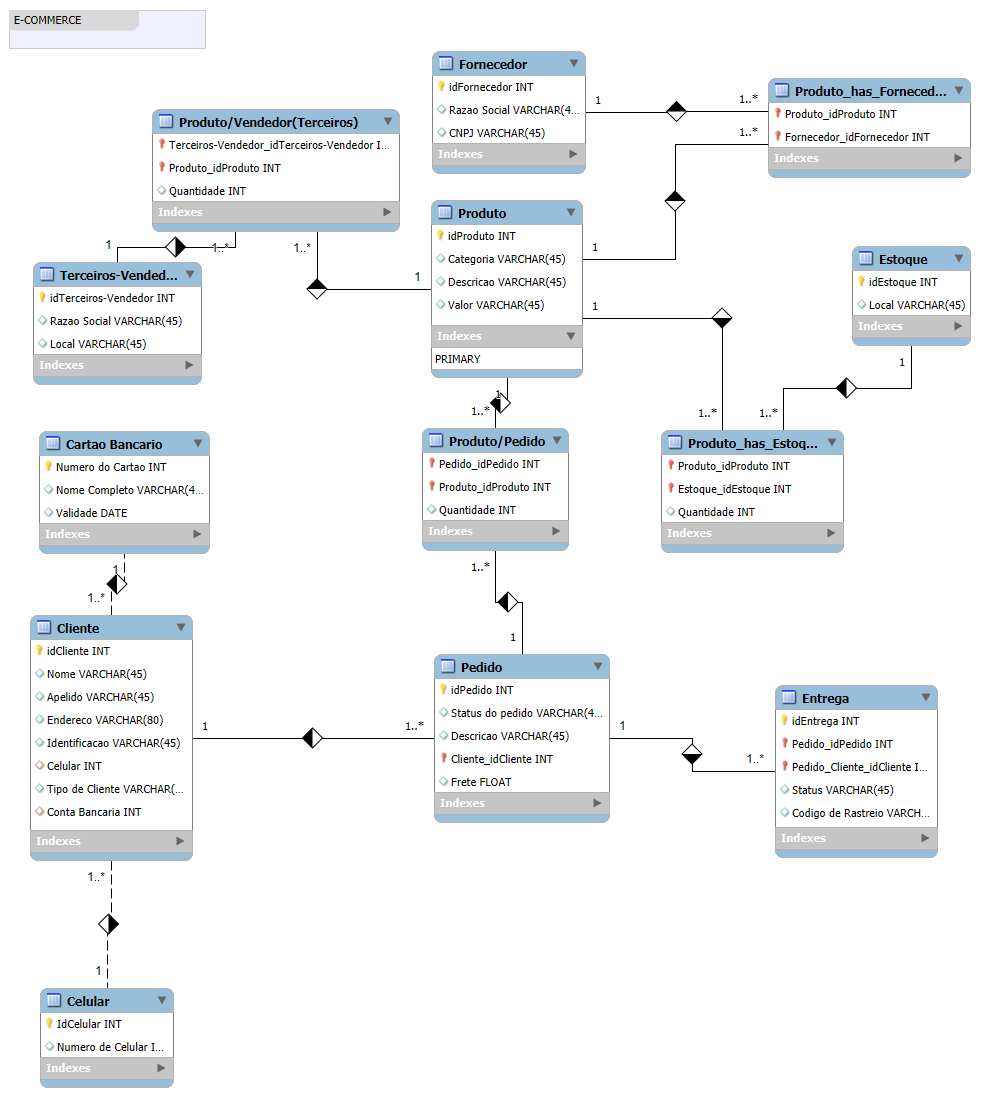 E-COMMERCE
Fornecedor
idFornecedor INT
Razao Social VARCHAR(4...
CNPJ VARCHAR(45)
Indexes
1
1..*
Produto_has_Forneced...
Produto_idProduto INT
Fornecedor_idFornecedor INT
Indexes
1..*
Produto/Vendedor(Terceiros)
Terceiros-Vendedor_idTerceiros-Vendedor I...
Produto_idProduto INT
Quantidade INT
Indexes
1
1..*
1..*
1
Produto
idProduto INT
Categoria VARCHAR(45)
Descricao VARCHAR(45)
Valor VARCHAR(45)
Indexes
PRIMARY
1
1
Estoque
idEstoque INT
Local VARCHAR(45)
Indexes
1
Terceiros-Vended...
idTerceiros-Vendedor INT
Razao Social VARCHAR(45)
Local VARCHAR(45)
Indexes
1
1..*
1..*
1..*
Cartao Bancario
Numero do Cartao INT
Nome Completo VARCHAR(4...
Validade DATE
Indexes
1
1..*
Produto/Pedido
Pedido_idPedido INT
Produto_idProduto INT
Quantidade INT
Indexes
1..*
1
Produto_has_Estoq...
Produto_idProduto INT
Estoque_idEstoque INT
Quantidade INT
Indexes
Cliente
idCliente INT
Nome VARCHAR(45)
Apelido VARCHAR(45)
Endereco VARCHAR(80)
Identificacao VARCHAR(45)
Celular INT
Tipo de Cliente VARCHAR(...
Conta Bancaria INT
Indexes
1
1..*
Pedido
idPedido INT
Status do pedido VARCHAR(4...
Descricao VARCHAR(45)
Cliente_idCliente INT
Frete FLOAT
Indexes
1
1..*
Entrega
idEntrega INT
Pedido_idPedido INT
Pedido_Cliente_idCliente I...
Status VARCHAR(45)
Codigo de Rastreio VARCH...
Indexes
1..*
1
Celular
IdCelular INT
Numero de Celular I...
Indexes